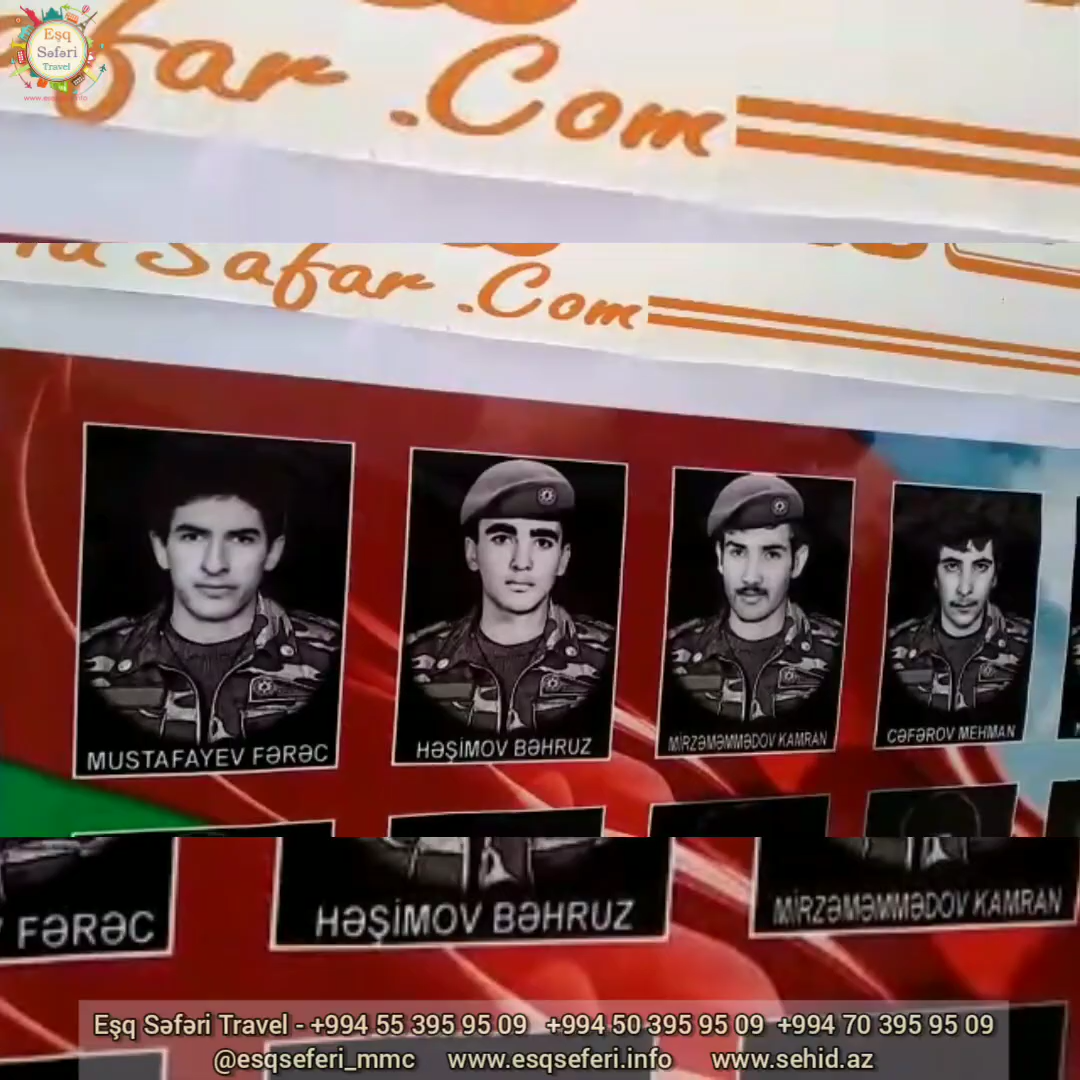 Eşq
Səfəri
Travel
afar .Com
Safar .Com
MUSTAFAYEV FƏRƏC
HƏŞİMOV BƏHRUZ
MİRZƏMƏMMƏDOV KAMRAN
CƏFƏROV MEHMAN
FƏRƏC
HƏŞİMOV BƏHRUZ
MİRZƏMƏMMƏDOV KAMRAN
Eşq Səfəri Travel - +994 55 395 95 09 +994 50 395 95 09 +994 70 395 95 09
@esqseferi_mmc www.esqseferi.info www.sehid.az